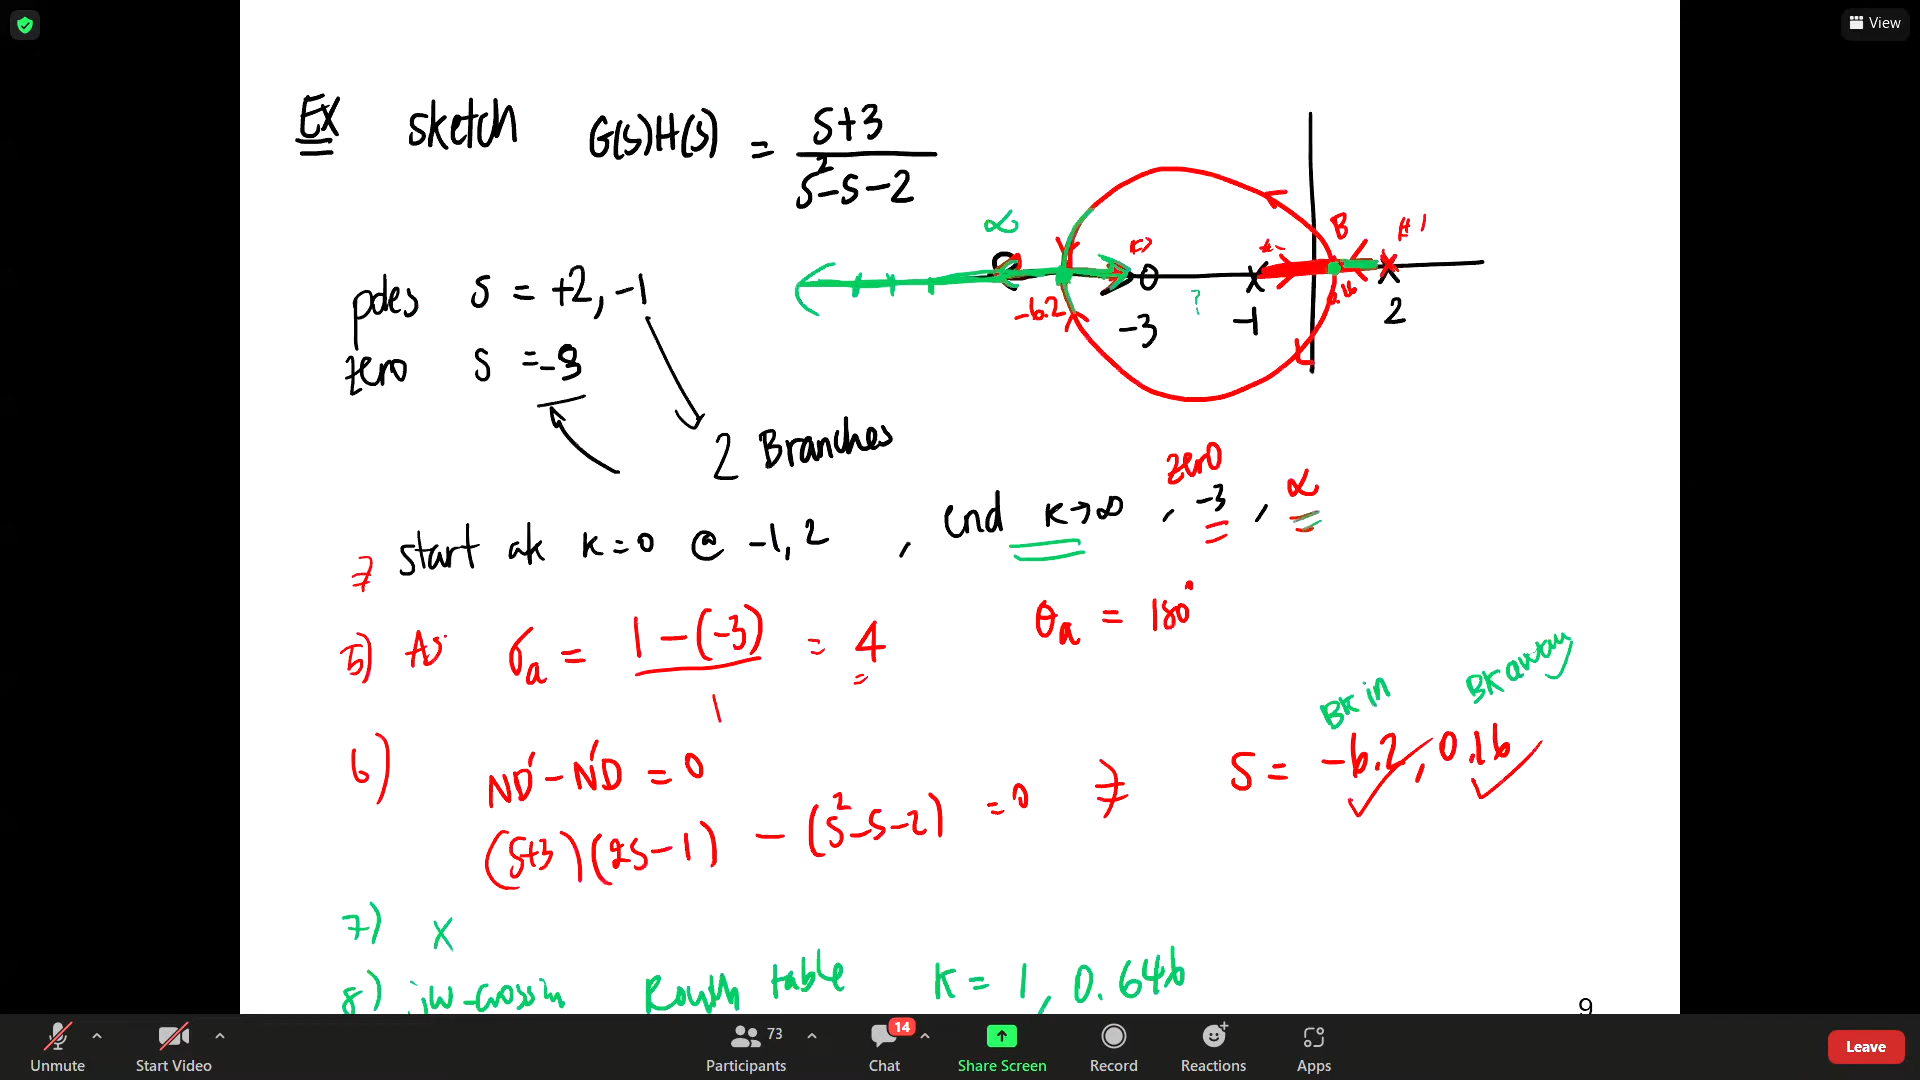 View
EX sketch G(s)H(s) = s+3
s²-s-2
∝ B #1
-6.2 -3 ? -1 2
poles s = +2, -1
zero s = -3
2 Branches
zero
start at k=0 @ -1, 2 , end k→∞ , -3 , ∝
5) As σa = 1-(-3) = 4 θa = 180°
1
BK in BK away
6) ND' - N'D = 0 s = -6.2, 0.16
(s+3)(2s-1) - (s²-s-2) = 0
7) X
8) jw-crossin Routh table K = 1, 0.646
9
Unmute
Start Video
73
Participants
14
Chat
Share Screen
Record
Reactions
Apps
Leave